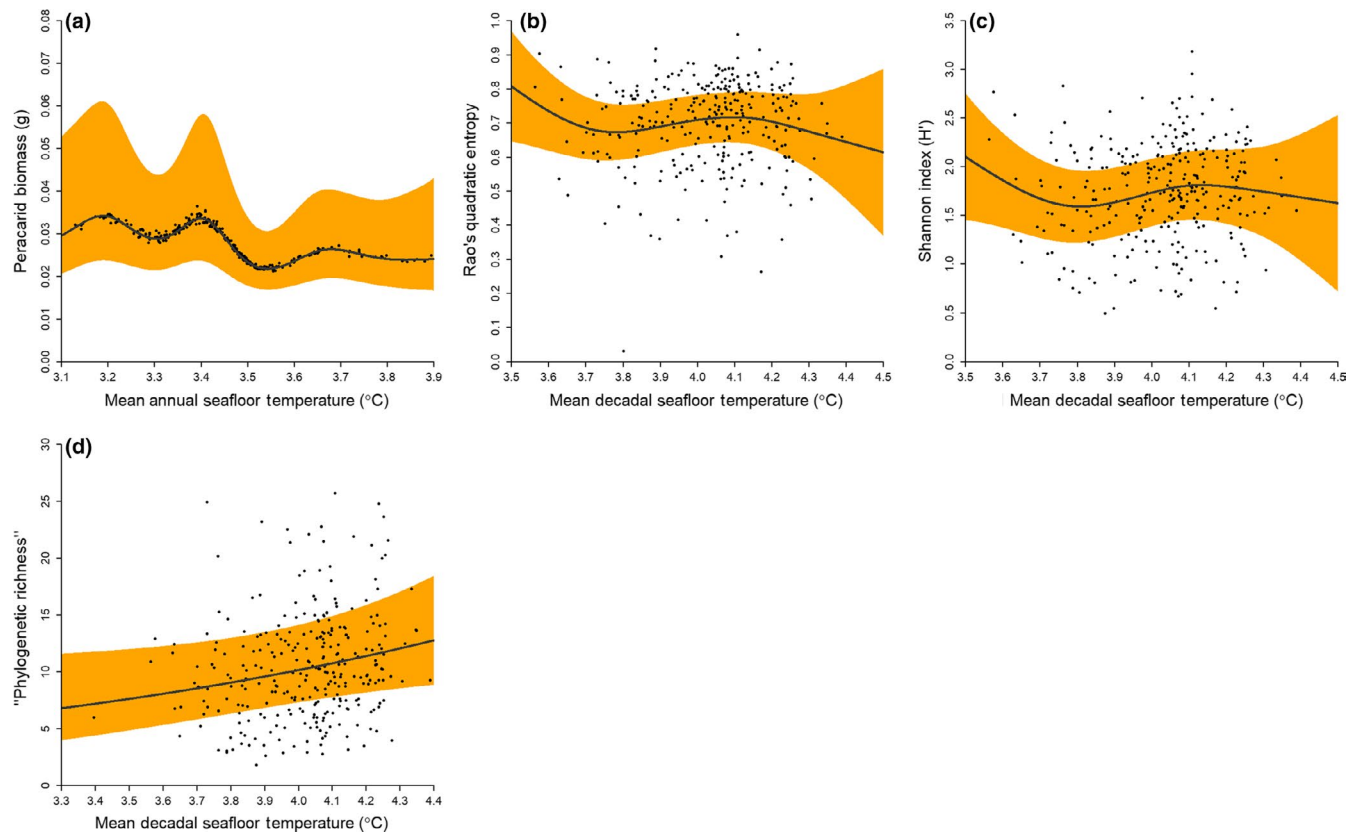 (a)
Peracarid biomass (g)
0.00 0.01 0.02 0.03 0.04 0.05 0.06 0.07 0.08
3.1 3.2 3.3 3.4 3.5 3.6 3.7 3.8 3.9
Mean annual seafloor temperature (°C)
(b)
Rao's quadratic entropy
0.0 0.1 0.2 0.3 0.4 0.5 0.6 0.7 0.8 0.9 1.0
3.5 3.6 3.7 3.8 3.9 4.0 4.1 4.2 4.3 4.4 4.5
Mean decadal seafloor temperature (°C)
(c)
Shannon index (H')
0.0 0.5 1.0 1.5 2.0 2.5 3.0 3.5
3.5 3.6 3.7 3.8 3.9 4.0 4.1 4.2 4.3 4.4 4.5
Mean decadal seafloor temperature (°C)
(d)
"Phylogenetic richness"
0 5 10 15 20 25 30
3.3 3.4 3.5 3.6 3.7 3.8 3.9 4.0 4.1 4.2 4.3 4.4
Mean decadal seafloor temperature (°C)